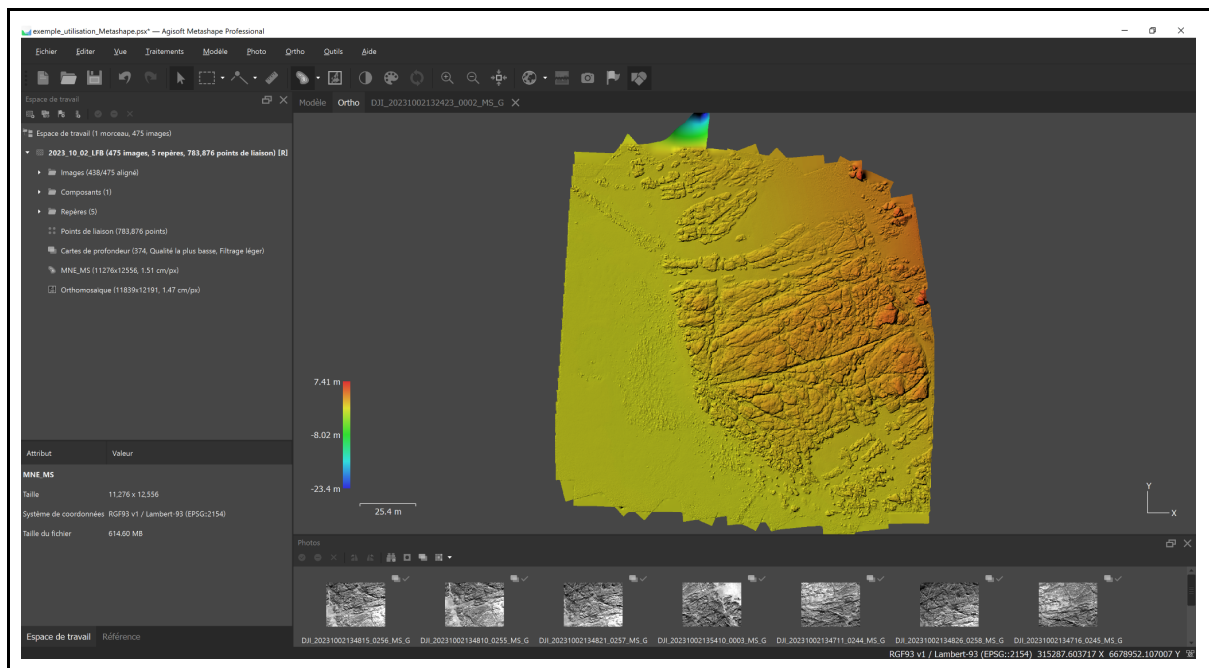 exemple_utilisation_Metashape.psx* — Agisoft Metashape Professional
Fichier Editer Vue Traitements Modèle Photo Ortho Outils Aide
Espace de travail
Modèle Ortho DJI_20231002132423_0002_MS_G
Espace de travail (1 morceau, 475 images)
2023_10_02_LFB (475 images, 5 repères, 783,876 points de liaison) [R]
Images (438/475 aligné)
Composants (1)
Repères (5)
Points de liaison (783,876 points)
Cartes de profondeur (374, Qualité la plus basse, Filtrage léger)
MNE_MS (11276x12556, 1.51 cm/px)
Orthomosaïque (11839x12191, 1.47 cm/px)
7.41 m
-8.02 m
-23.4 m
25.4 m
Y
X
Attribut Valeur
MNE_MS
Taille 11,276 x 12,556
Système de coordonnées RGF93 v1 / Lambert-93 (EPSG::2154)
Taille du fichier 614.60 MB
Photos
DJI_20231002134815_0256_MS_G DJI_20231002134810_0255_MS_G DJI_20231002134821_0257_MS_G DJI_20231002135410_0003_MS_G DJI_20231002134711_0244_MS_G DJI_20231002134826_0258_MS_G DJI_20231002134716_0245_MS_G
Espace de travail Référence
RGF93 v1 / Lambert-93 (EPSG::2154) 315287.603717 X 6678952.107007 Y